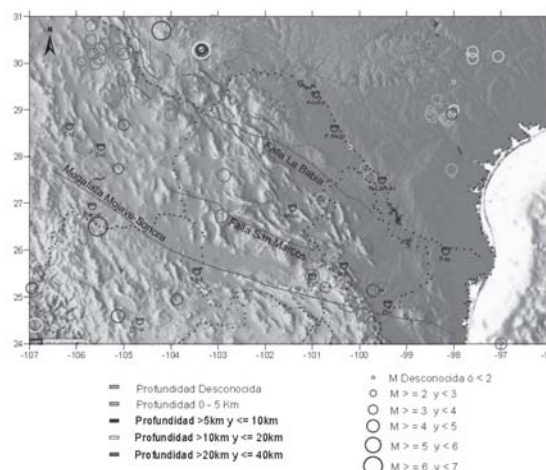 31
30
29
28
27
26
25
24
N
Falla La Babia
Megafalla Mojave-Sonora
Falla San Marcos
-107 -106 -105 -104 -103 -102 -101 -100 -99 -98 -97
Profundidad Desconocida
Profundidad 0 - 5 Km
Profundidad >5km y <= 10km
Profundidad >10km y <= 20km
Profundidad >20km y <= 40km
M Desconocida ó < 2
M > = 2 y < 3
M > = 3 y < 4
M > = 4 y < 5
M > = 5 y < 6
M > = 6 y < 7